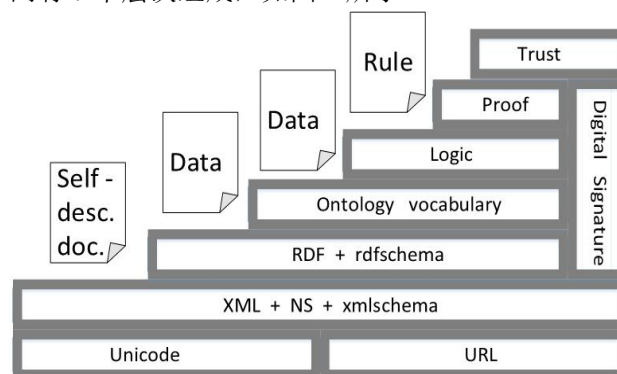 Trust
Rule
Proof
Data
Logic
Data
Ontology vocabulary
Self -
desc.
doc.
RDF + rdfschema
Digital Signature
XML + NS + xmlschema
Unicode
URL